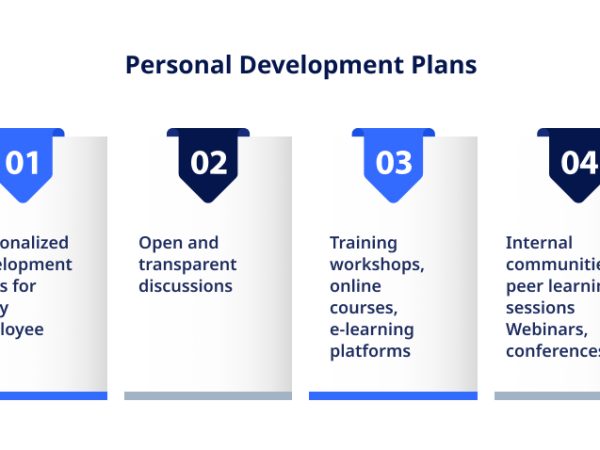 Personal Development Plans
01
onalized
elopment
s for
y
loyee
02
Open and
transparent
discussions
03
Training
workshops,
online
courses,
e-learning
platforms
04
Internal
communitie
peer learnin
sessions
Webinars,
conferences